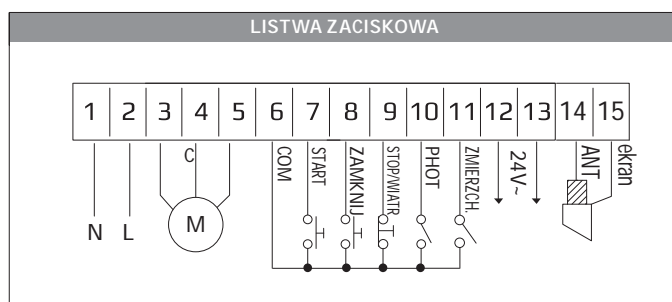 LISTWA ZACISKOWA
1 2 3 4 5 6 7 8 9 10 11 12 13 14 15
C
COM
START
ZAMKNIJ
STOP/WIATR
PHOT
ZMIERZCH.
24V~
ANT
ekran
N L
M